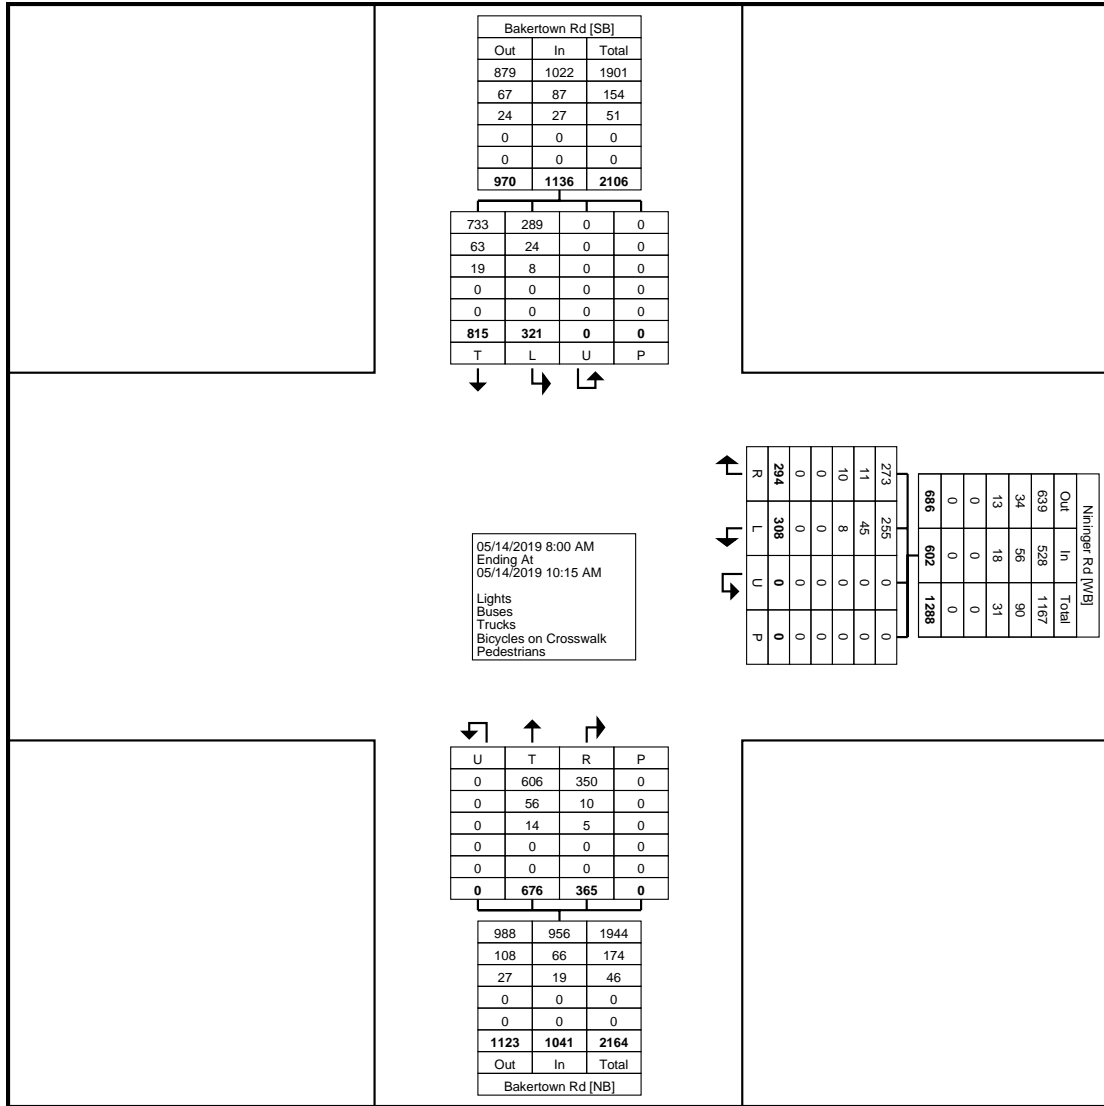 Bakertown Rd [SB]
Out In Total
879 1022 1901
67 87 154
24 27 51
0 0 0
0 0 0
970 1136 2106
733 289 0 0
63 24 0 0
19 8 0 0
0 0 0 0
0 0 0 0
815 321 0 0
T L U P
Nininger Rd [WB]
Out In Total
639 528 1167
34 56 90
13 18 31
0 0 0
0 0 0
686 602 1288
273 255 0 0
11 45 0 0
10 8 0 0
0 0 0 0
0 0 0 0
294 308 0 0
R L U P
05/14/2019 8:00 AM
Ending At
05/14/2019 10:15 AM
Lights
Buses
Trucks
Bicycles on Crosswalk
Pedestrians
U T R P
0 606 350 0
0 56 10 0
0 14 5 0
0 0 0 0
0 0 0 0
0 676 365 0
988 956 1944
108 66 174
27 19 46
0 0 0
0 0 0
1123 1041 2164
Out In Total
Bakertown Rd [NB]